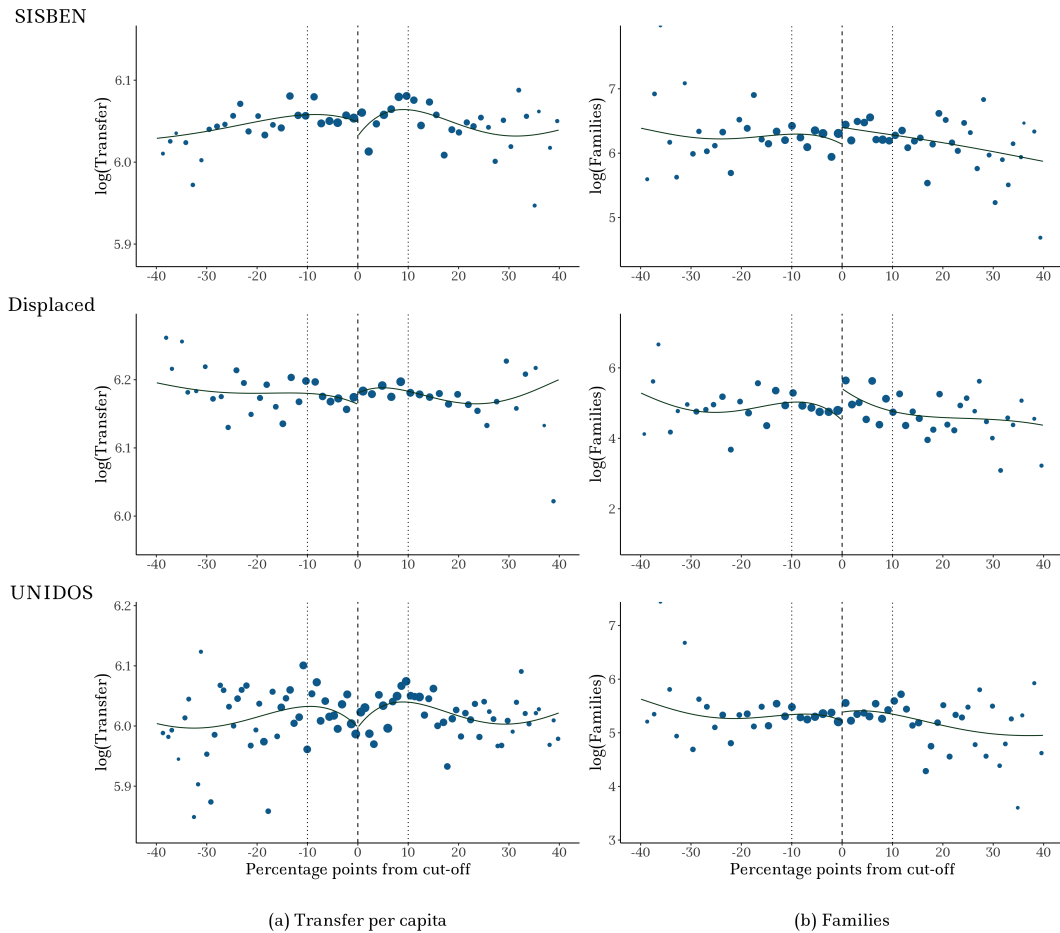 SISBEN
log(Transfer)
6.1
6.0
5.9
-40 -30 -20 -10 0 10 20 30 40
log(Families)
7
6
5
-40 -30 -20 -10 0 10 20 30 40
Displaced
log(Transfer)
6.2
6.1
6.0
-40 -30 -20 -10 0 10 20 30 40
log(Families)
6
4
2
-40 -30 -20 -10 0 10 20 30 40
UNIDOS
log(Transfer)
6.2
6.1
6.0
5.9
-40 -30 -20 -10 0 10 20 30 40
Percentage points from cut-off
log(Families)
7
6
5
4
3
-40 -30 -20 -10 0 10 20 30 40
Percentage points from cut-off
(a) Transfer per capita
(b) Families